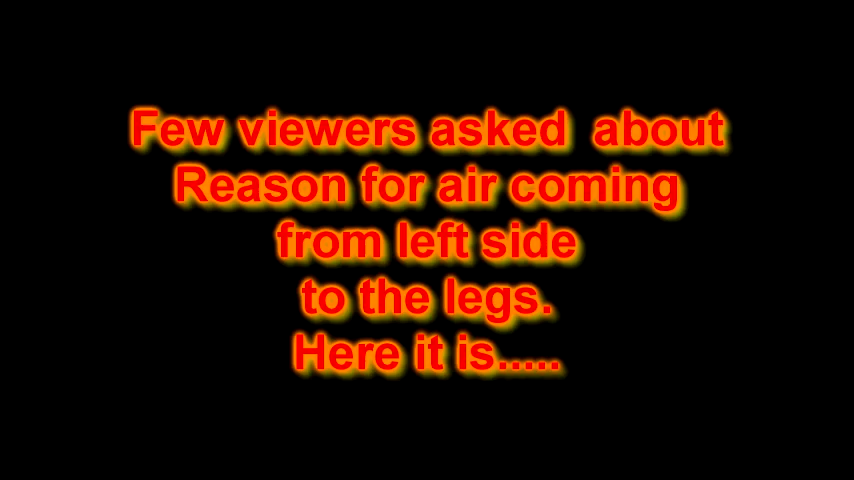 Few viewers asked  about
Reason for air coming
from left side
to the legs.
Here it is.....